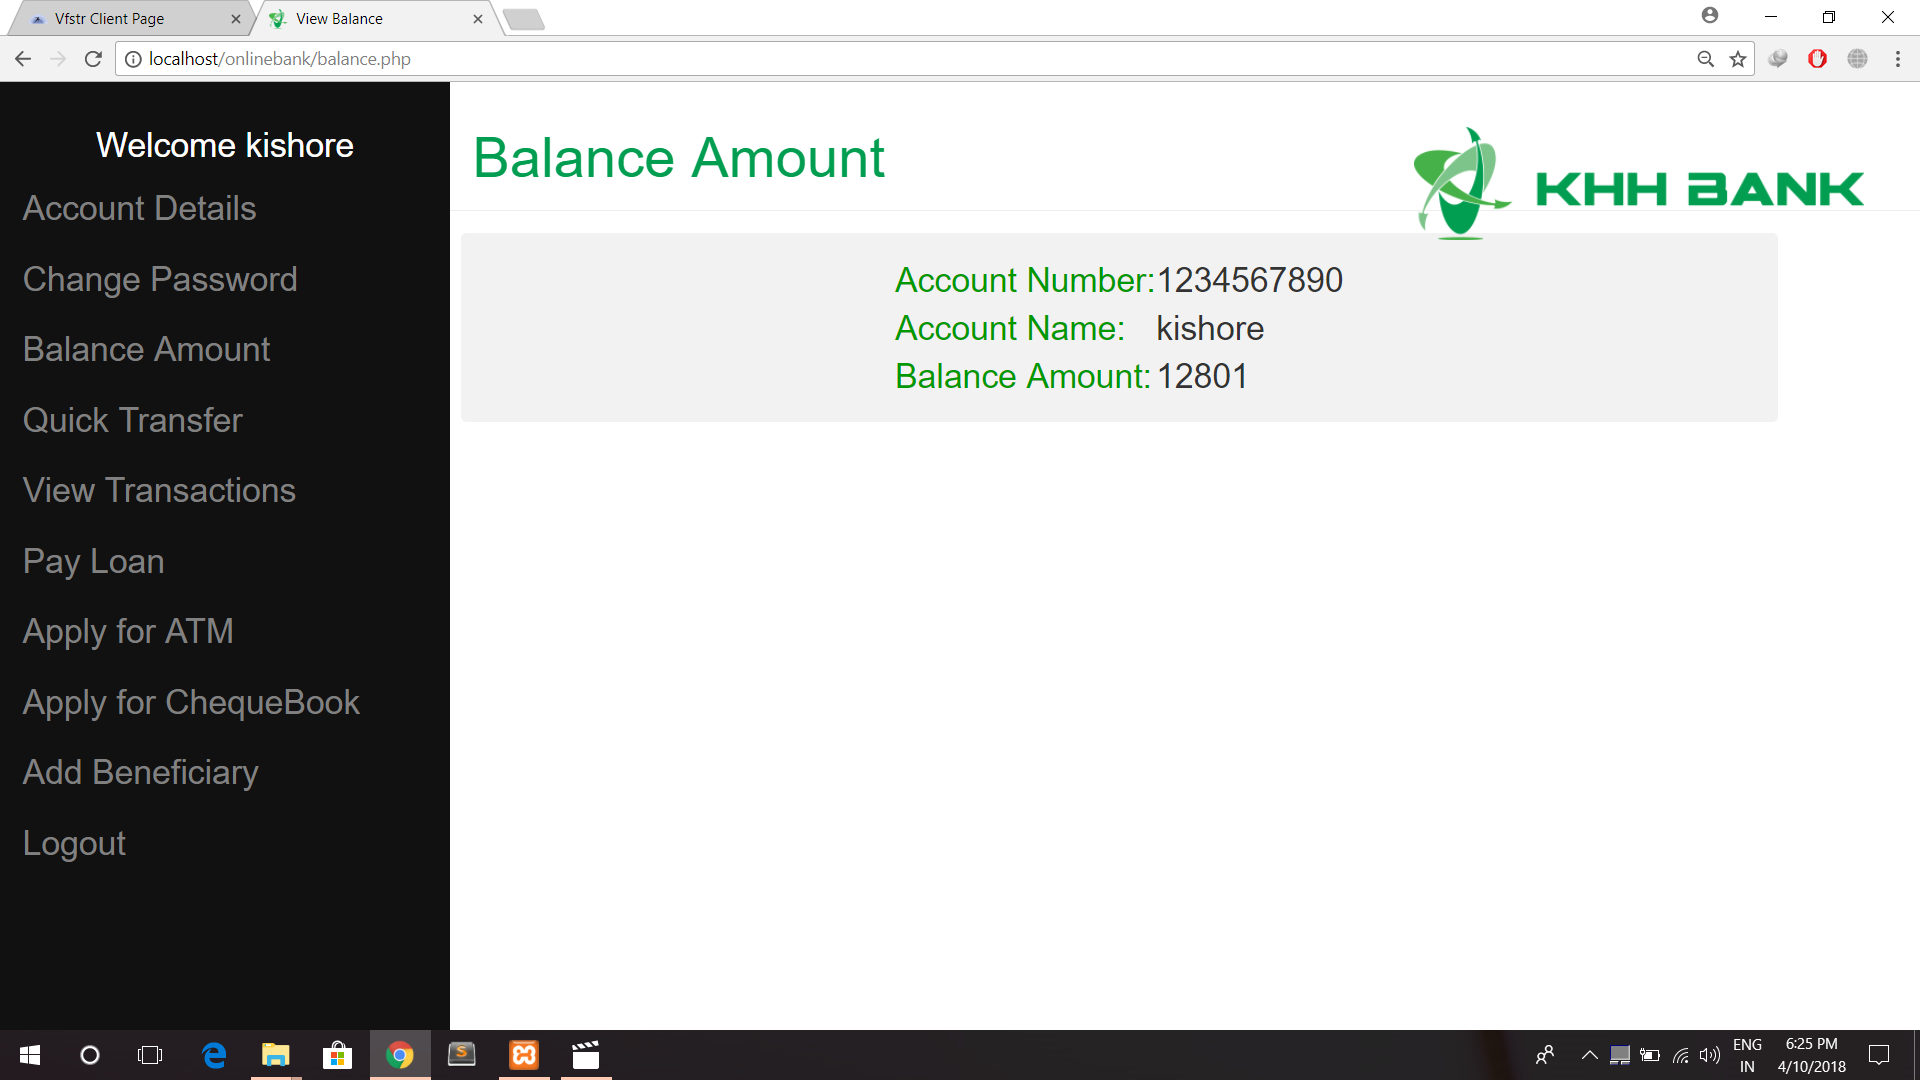 Vfstr Client Page
View Balance
localhost/onlinebank/balance.php
Welcome kishore
Account Details
Change Password
Balance Amount
Quick Transfer
View Transactions
Pay Loan
Apply for ATM
Apply for ChequeBook
Add Beneficiary
Logout
Balance Amount
KHH BANK
Account Number: 1234567890
Account Name: kishore
Balance Amount: 12801
ENG
IN
6:25 PM
4/10/2018